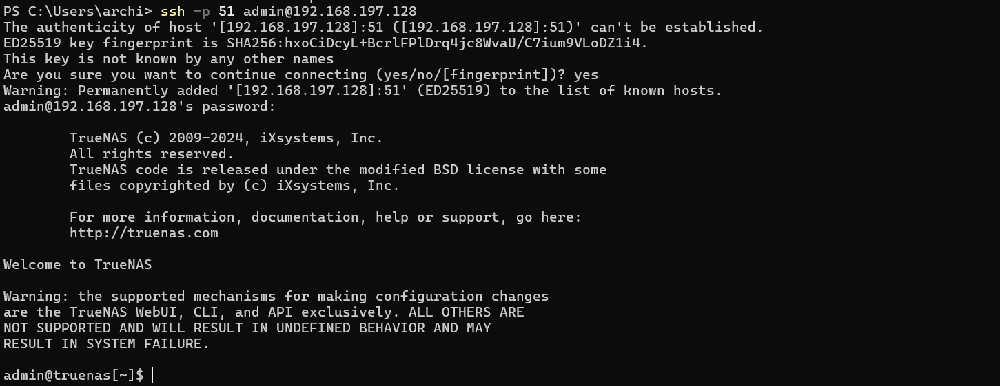 PS C:\Users\archi> ssh -p 51 admin@192.168.197.128
The authenticity of host '[192.168.197.128]:51 ([192.168.197.128]:51)' can't be established.
ED25519 key fingerprint is SHA256:hxoCiDcyL+BcrlFPlDrq4jc8WvaU/C7ium9VLoDZ1i4.
This key is not known by any other names
Are you sure you want to continue connecting (yes/no/[fingerprint])? yes
Warning: Permanently added '[192.168.197.128]:51' (ED25519) to the list of known hosts.
admin@192.168.197.128's password:
TrueNAS (c) 2009-2024, iXsystems, Inc.
All rights reserved.
TrueNAS code is released under the modified BSD license with some
files copyrighted by (c) iXsystems, Inc.
For more information, documentation, help or support, go here:
http://truenas.com
Welcome to TrueNAS
Warning: the supported mechanisms for making configuration changes
are the TrueNAS WebUI, CLI, and API exclusively. ALL OTHERS ARE
NOT SUPPORTED AND WILL RESULT IN UNDEFINED BEHAVIOR AND MAY
RESULT IN SYSTEM FAILURE.
admin@truenas[~]$